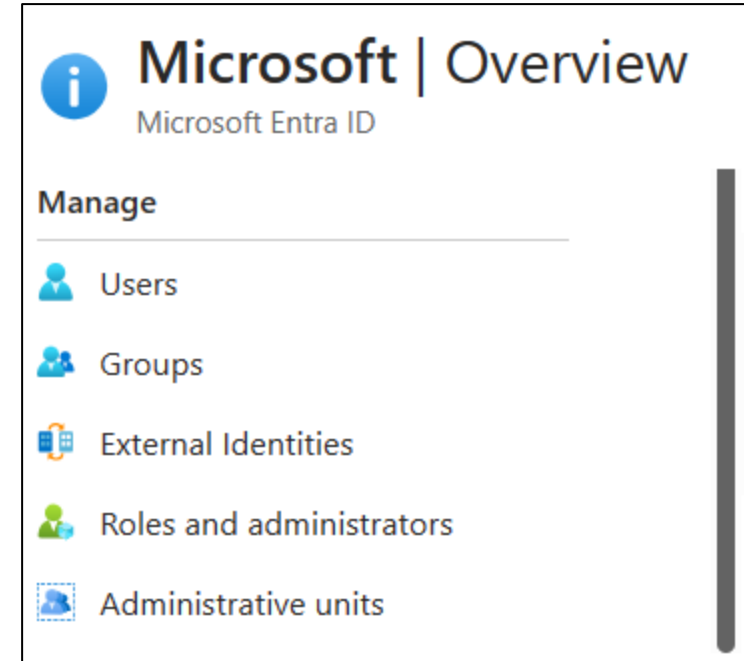 Microsoft | Overview
Microsoft Entra ID
Manage
Users
Groups
External Identities
Roles and administrators
Administrative units